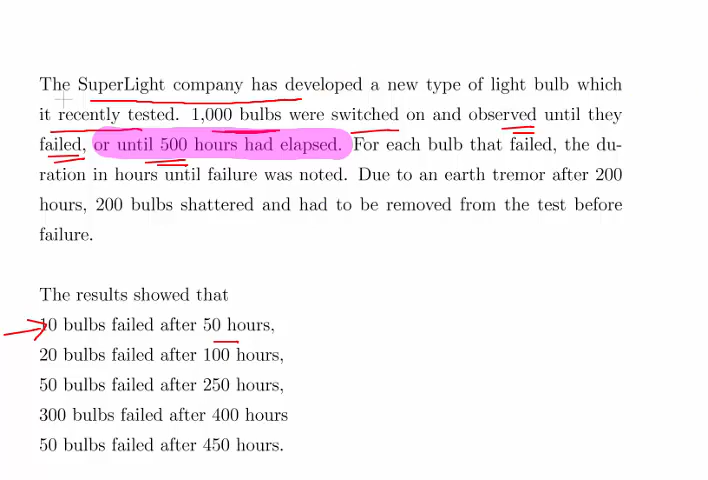 The SuperLight company has developed a new type of light bulb which
it recently tested. 1,000 bulbs were switched on and observed until they
failed, or until 500 hours had elapsed. For each bulb that failed, the du-
ration in hours until failure was noted. Due to an earth tremor after 200
hours, 200 bulbs shattered and had to be removed from the test before
failure.
The results showed that
10 bulbs failed after 50 hours,
20 bulbs failed after 100 hours,
50 bulbs failed after 250 hours,
300 bulbs failed after 400 hours
50 bulbs failed after 450 hours.